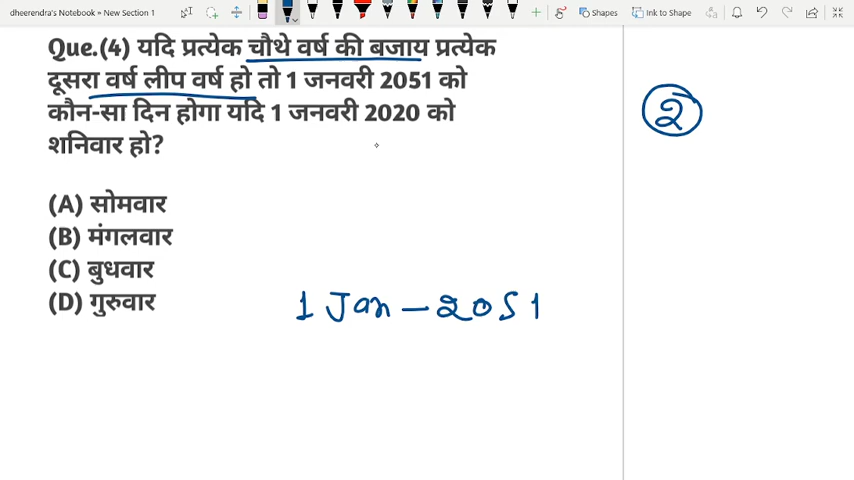 dheerendra's Notebook » New Section 1
Shapes
Ink to Shape
Que.(4) यदि प्रत्येक चौथे वर्ष की बजाय प्रत्येक
दूसरा वर्ष लीप वर्ष हो तो 1 जनवरी 2051 को
कौन-सा दिन होगा यदि 1 जनवरी 2020 को
शनिवार हो?
2
(A) सोमवार
(B) मंगलवार
(C) बुधवार
(D) गुरुवार
1 Jan - 2051